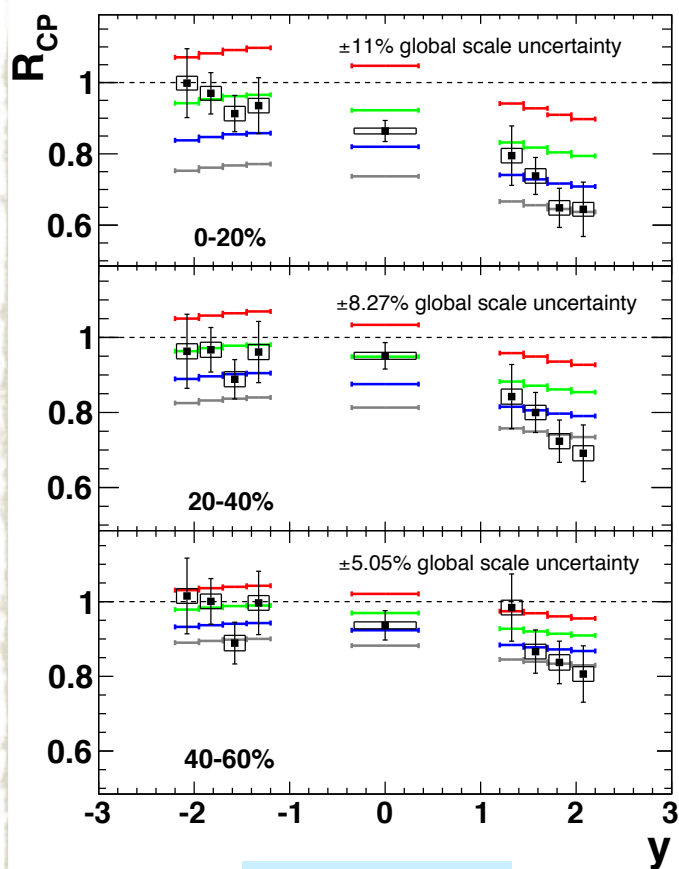 R_CP
±11% global scale uncertainty
1
0.8
0.6
0-20%
±8.27% global scale uncertainty
1
0.8
0.6
20-40%
±5.05% global scale uncertainty
1
0.8
0.6
40-60%
-3 -2 -1 0 1 2 3
y